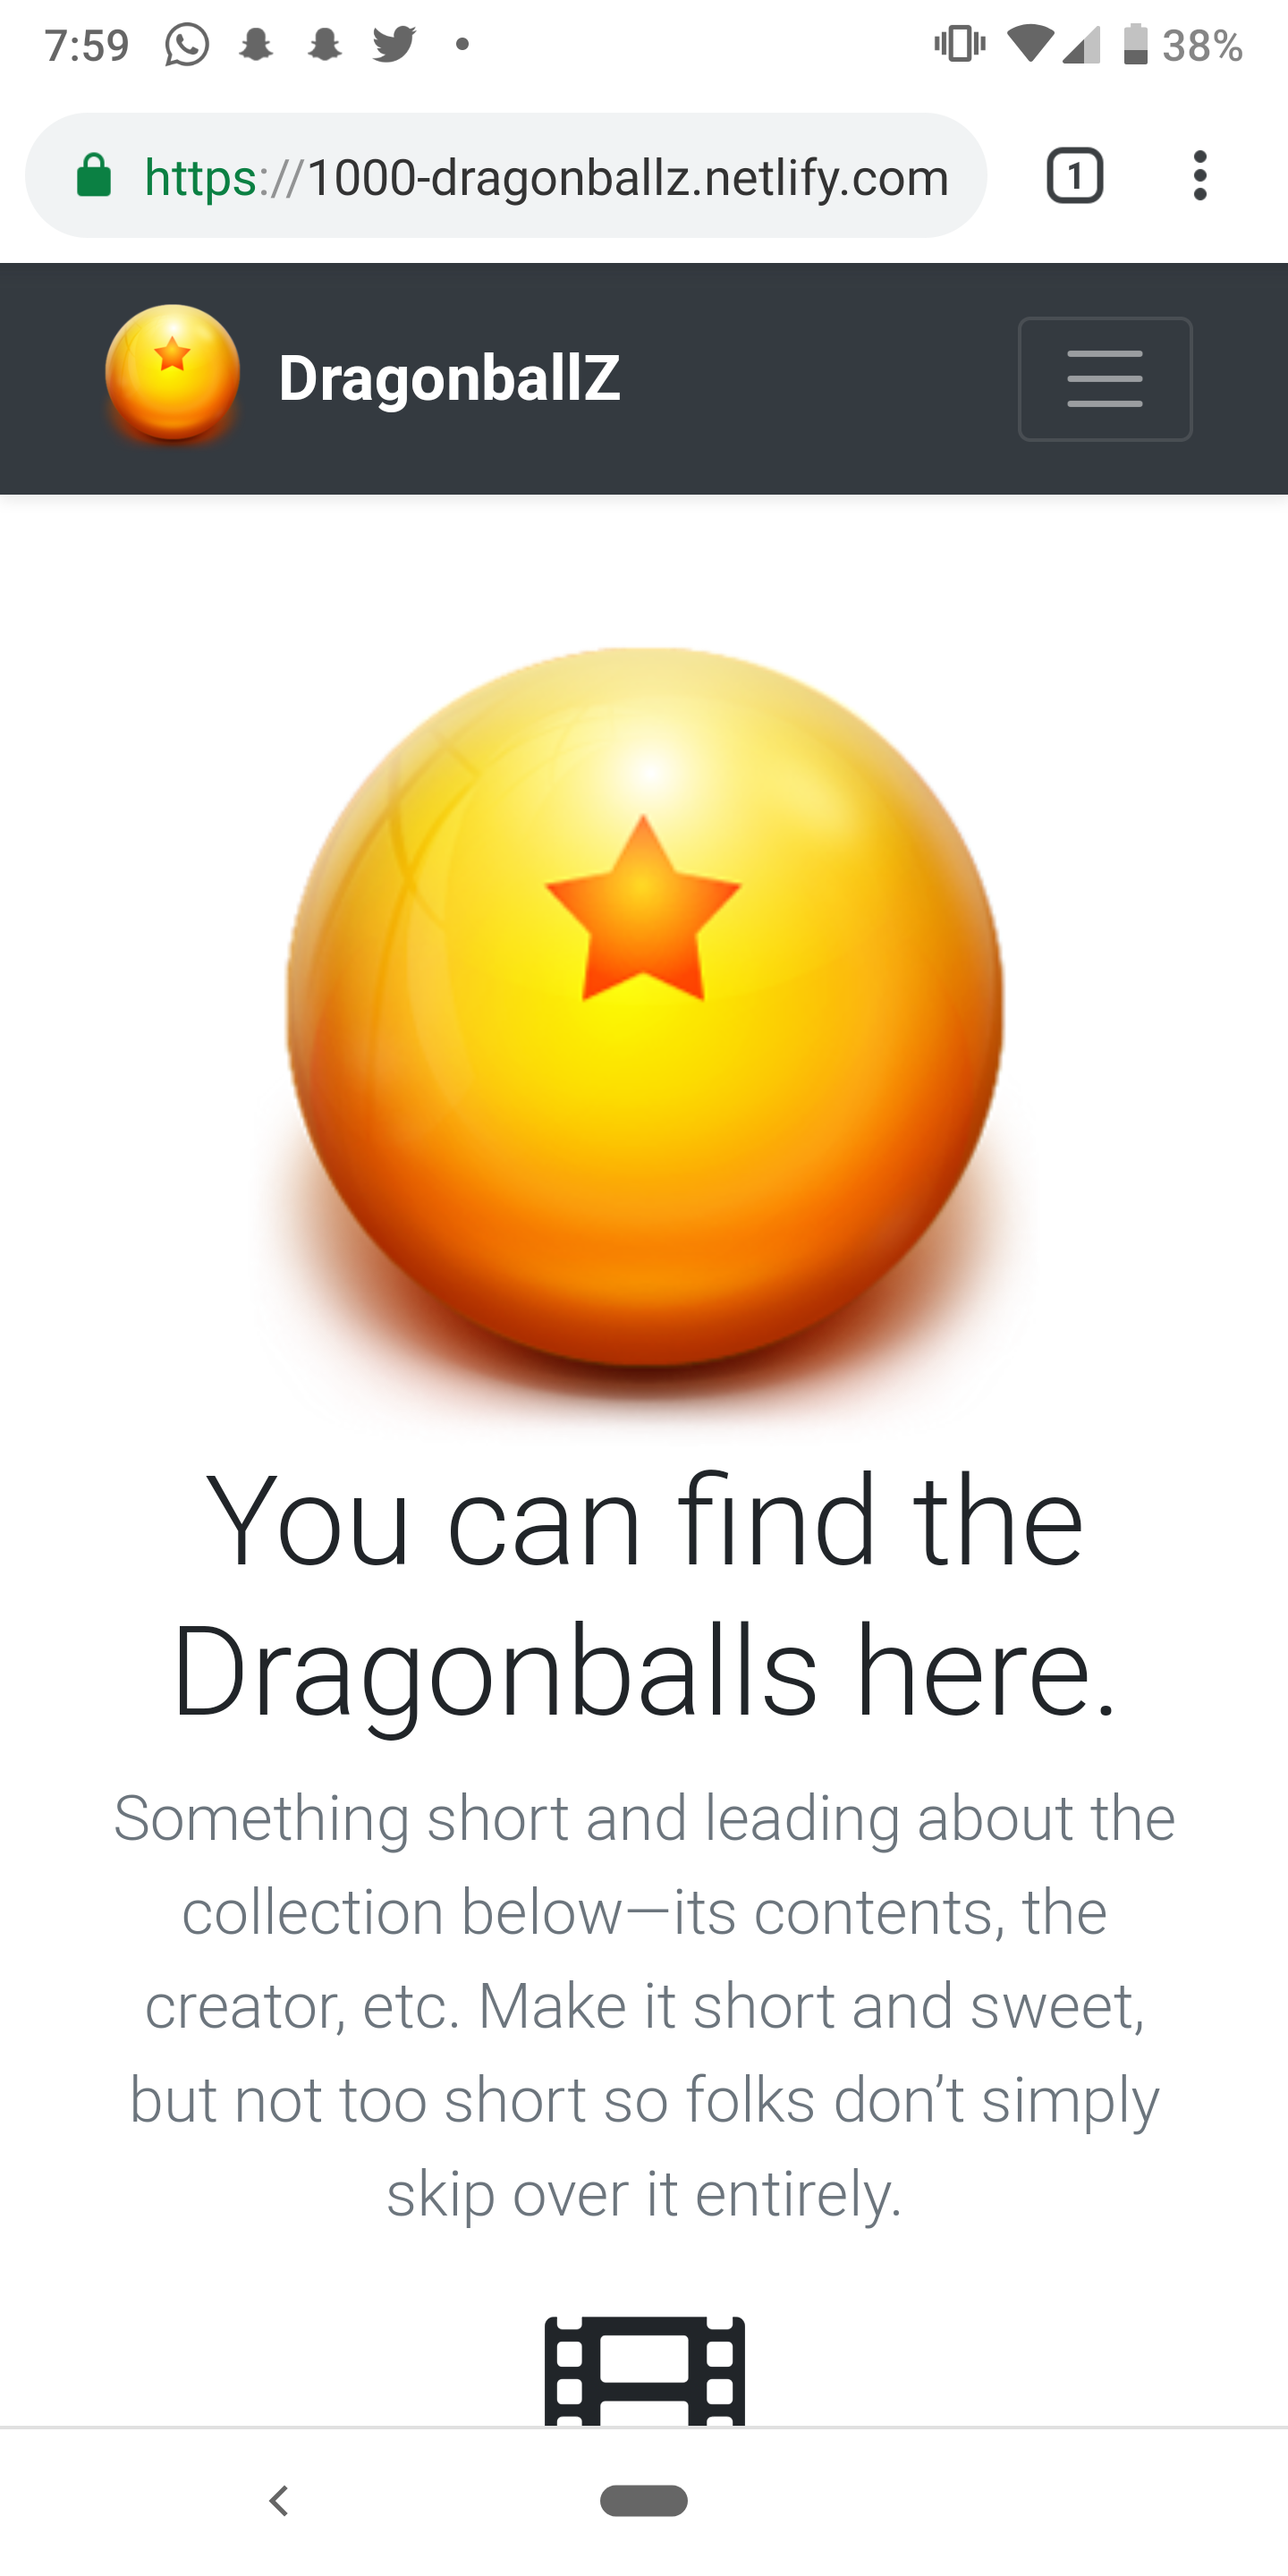 7:59
38%
https://1000-dragonballz.netlify.com
1
DragonballZ
You can find the
Dragonballs here.
Something short and leading about the
collection below—its contents, the
creator, etc. Make it short and sweet,
but not too short so folks don’t simply
skip over it entirely.